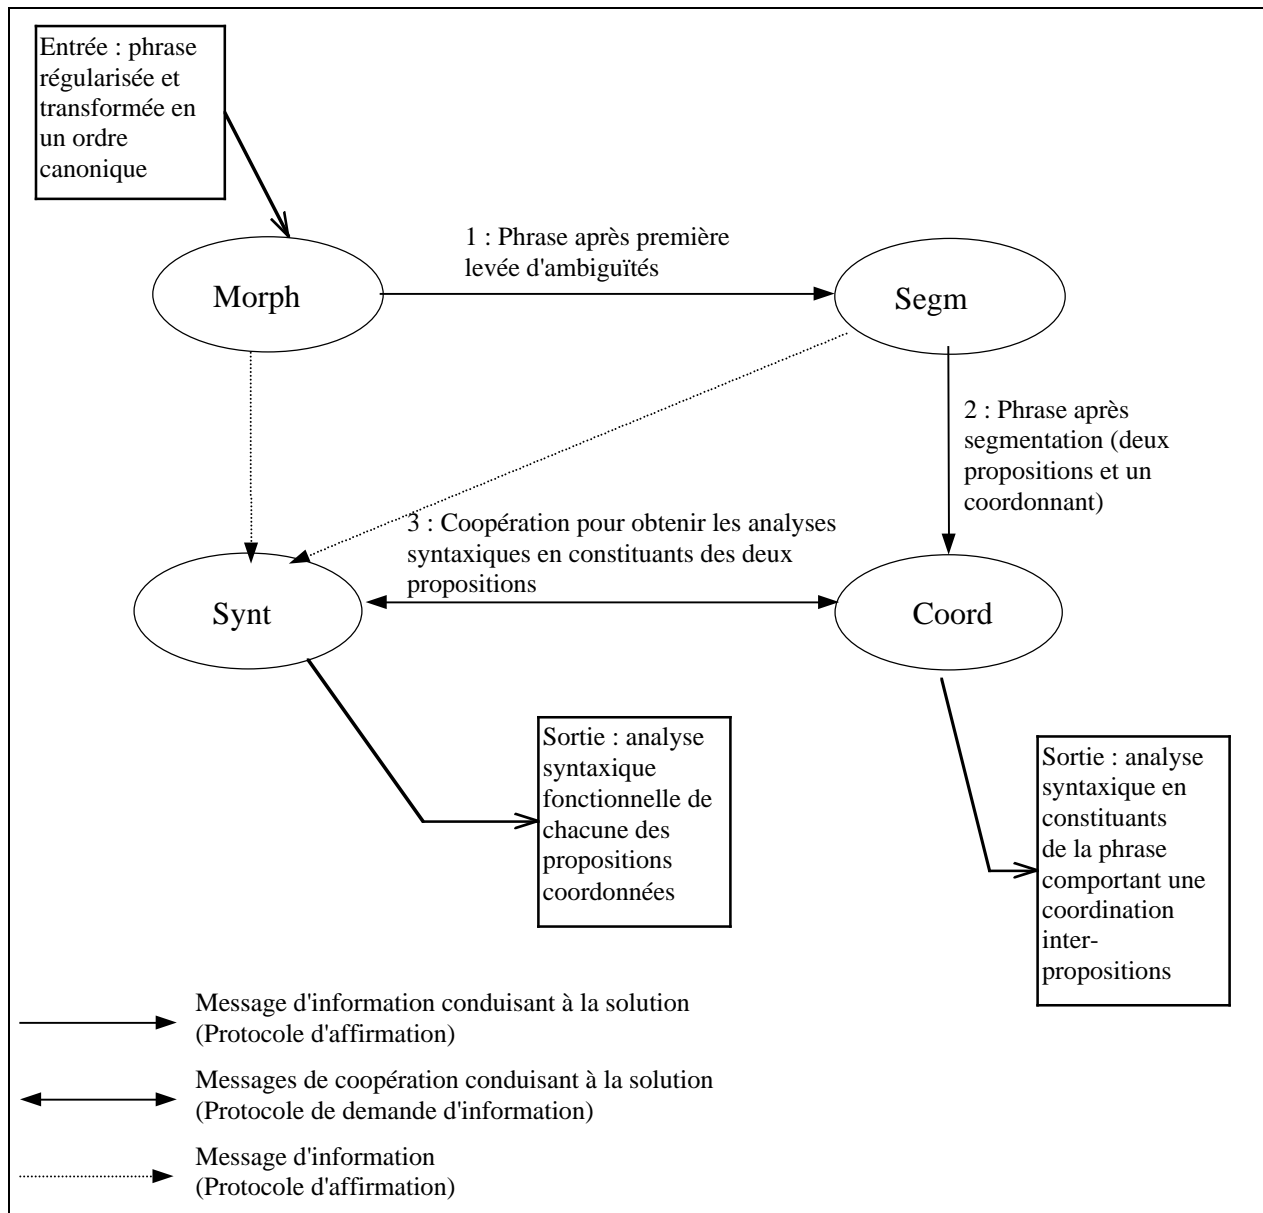 Entrée : phrase
régularisée et
transformée en
un ordre
canonique
1 : Phrase après première
levée d'ambiguïtés
Morph
Segm
2 : Phrase après
segmentation (deux
propositions et un
coordonnant)
3 : Coopération pour obtenir les analyses
syntaxiques en constituants des deux
propositions
Synt
Coord
Sortie : analyse
syntaxique
fonctionnelle de
chacune des
propositions
coordonnées
Sortie : analyse
syntaxique en
constituants
de la phrase
comportant une
coordination
inter-
propositions
Message d'information conduisant à la solution
(Protocole d'affirmation)
Messages de coopération conduisant à la solution
(Protocole de demande d'information)
Message d'information
(Protocole d'affirmation)